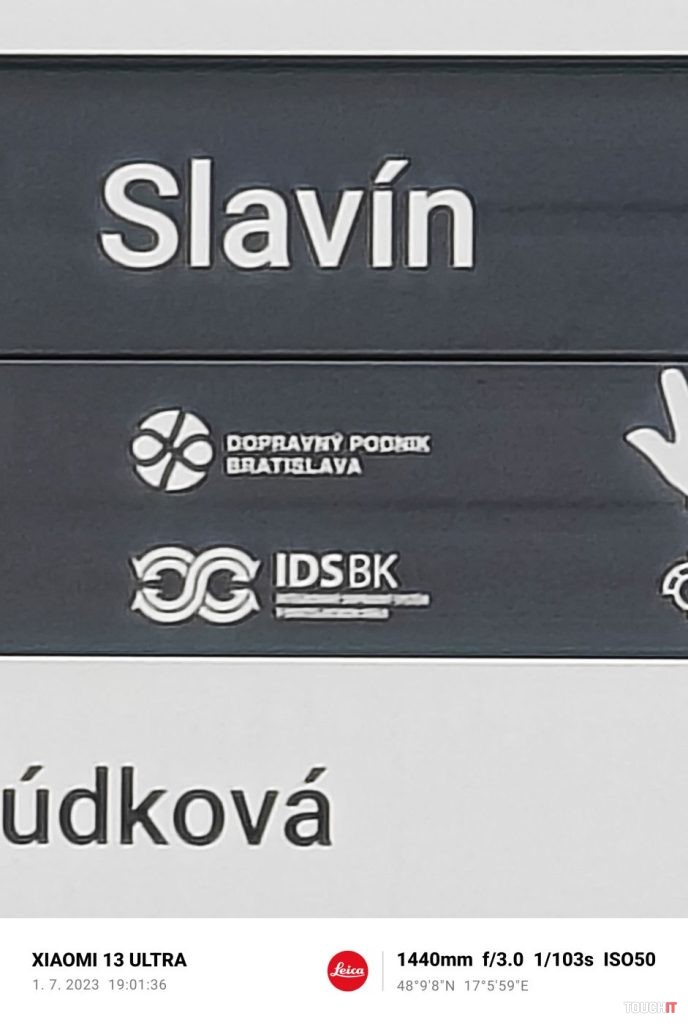 Slavín
DOPRAVNÝ PODNIK
BRATISLAVA
IDSBK
údková
XIAOMI 13 ULTRA
1. 7. 2023 19:01:36
Leica
1440mm f/3.0 1/103s ISO50
48°9'8"N 17°5'59"E
TOUCHIT